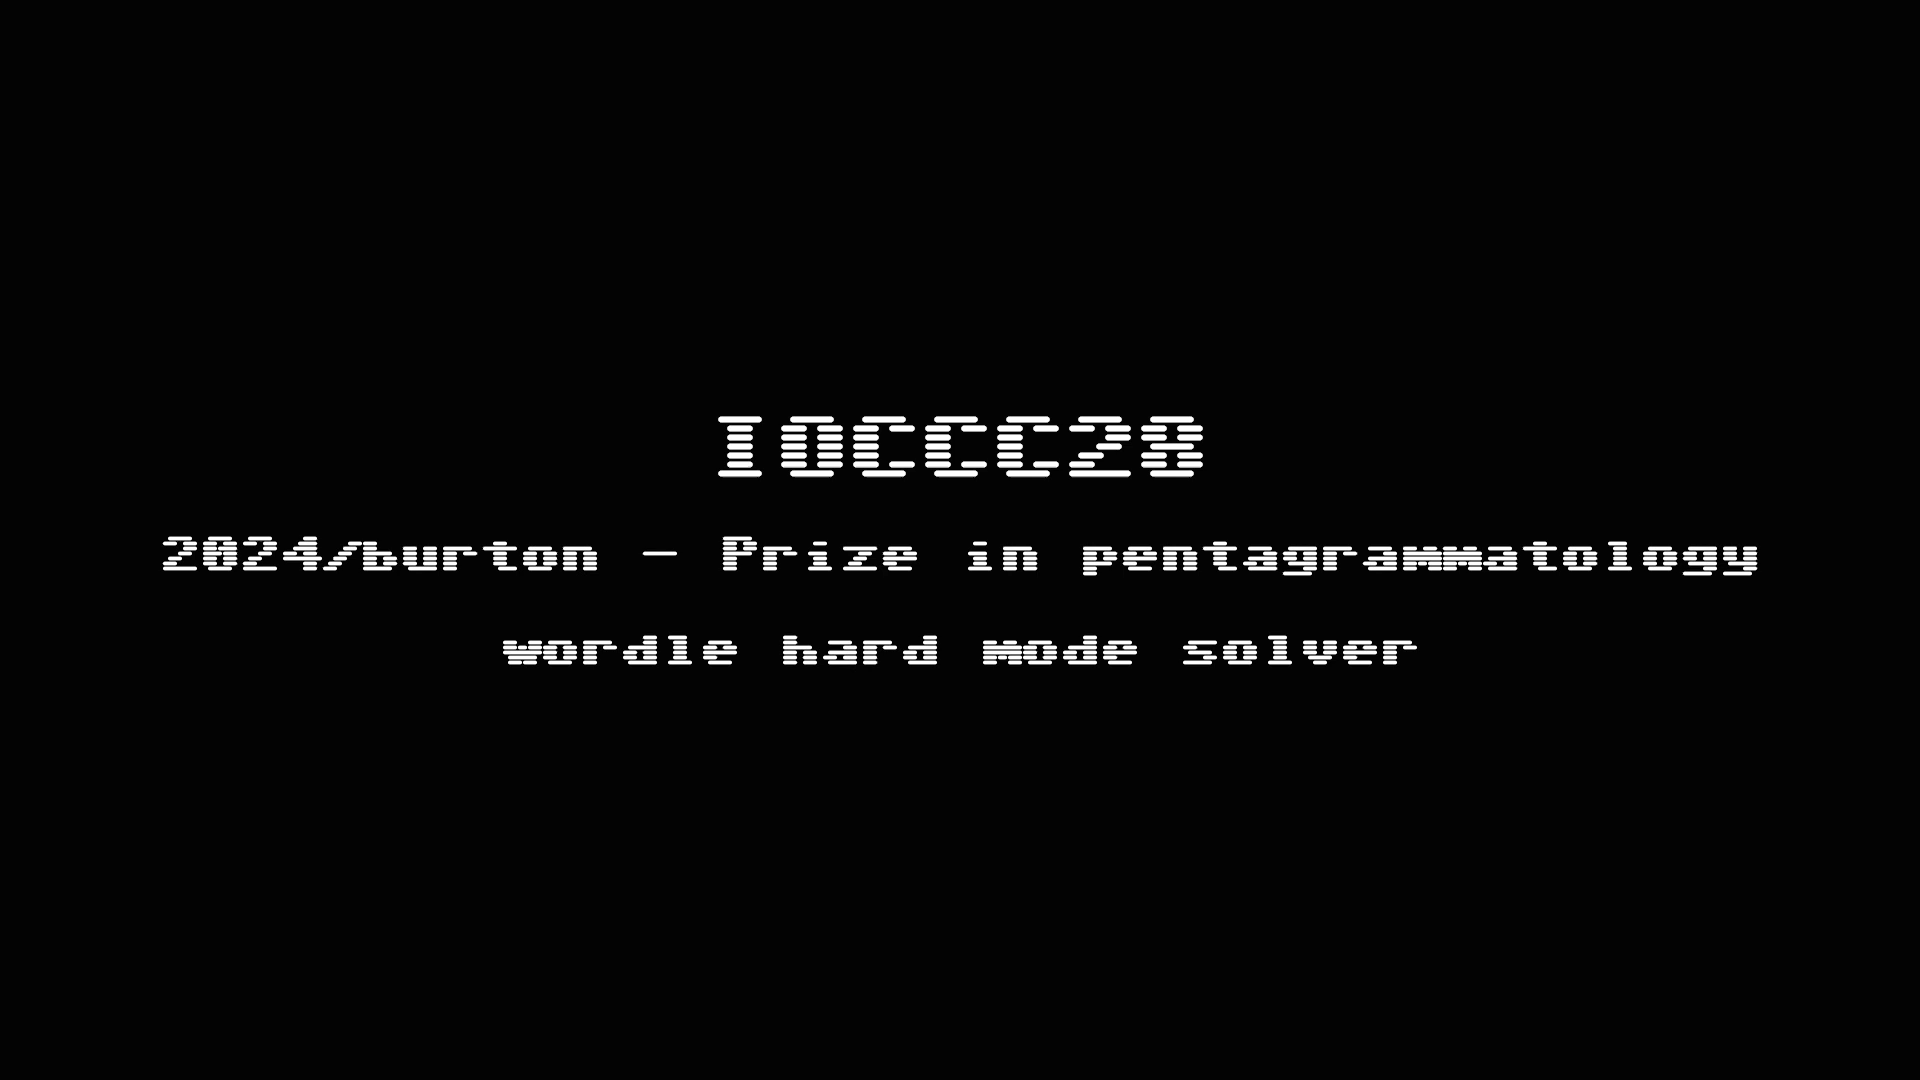 IOCCC28
2024/burton - Prize in pentagrammatology
wordle hard mode solver